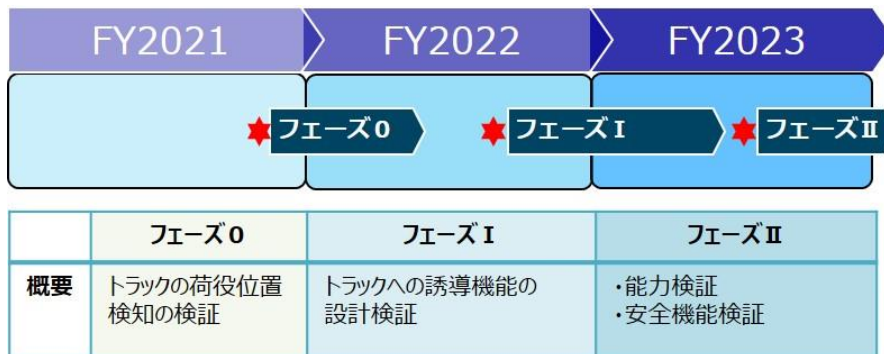 FY2021 FY2022 FY2023
フェーズ0 フェーズⅠ フェーズⅡ
フェーズ0 フェーズⅠ フェーズⅡ
概要 トラックの荷役位置 トラックへの誘導機能の ・能力検証
検知の検証 設計検証 ・安全機能検証